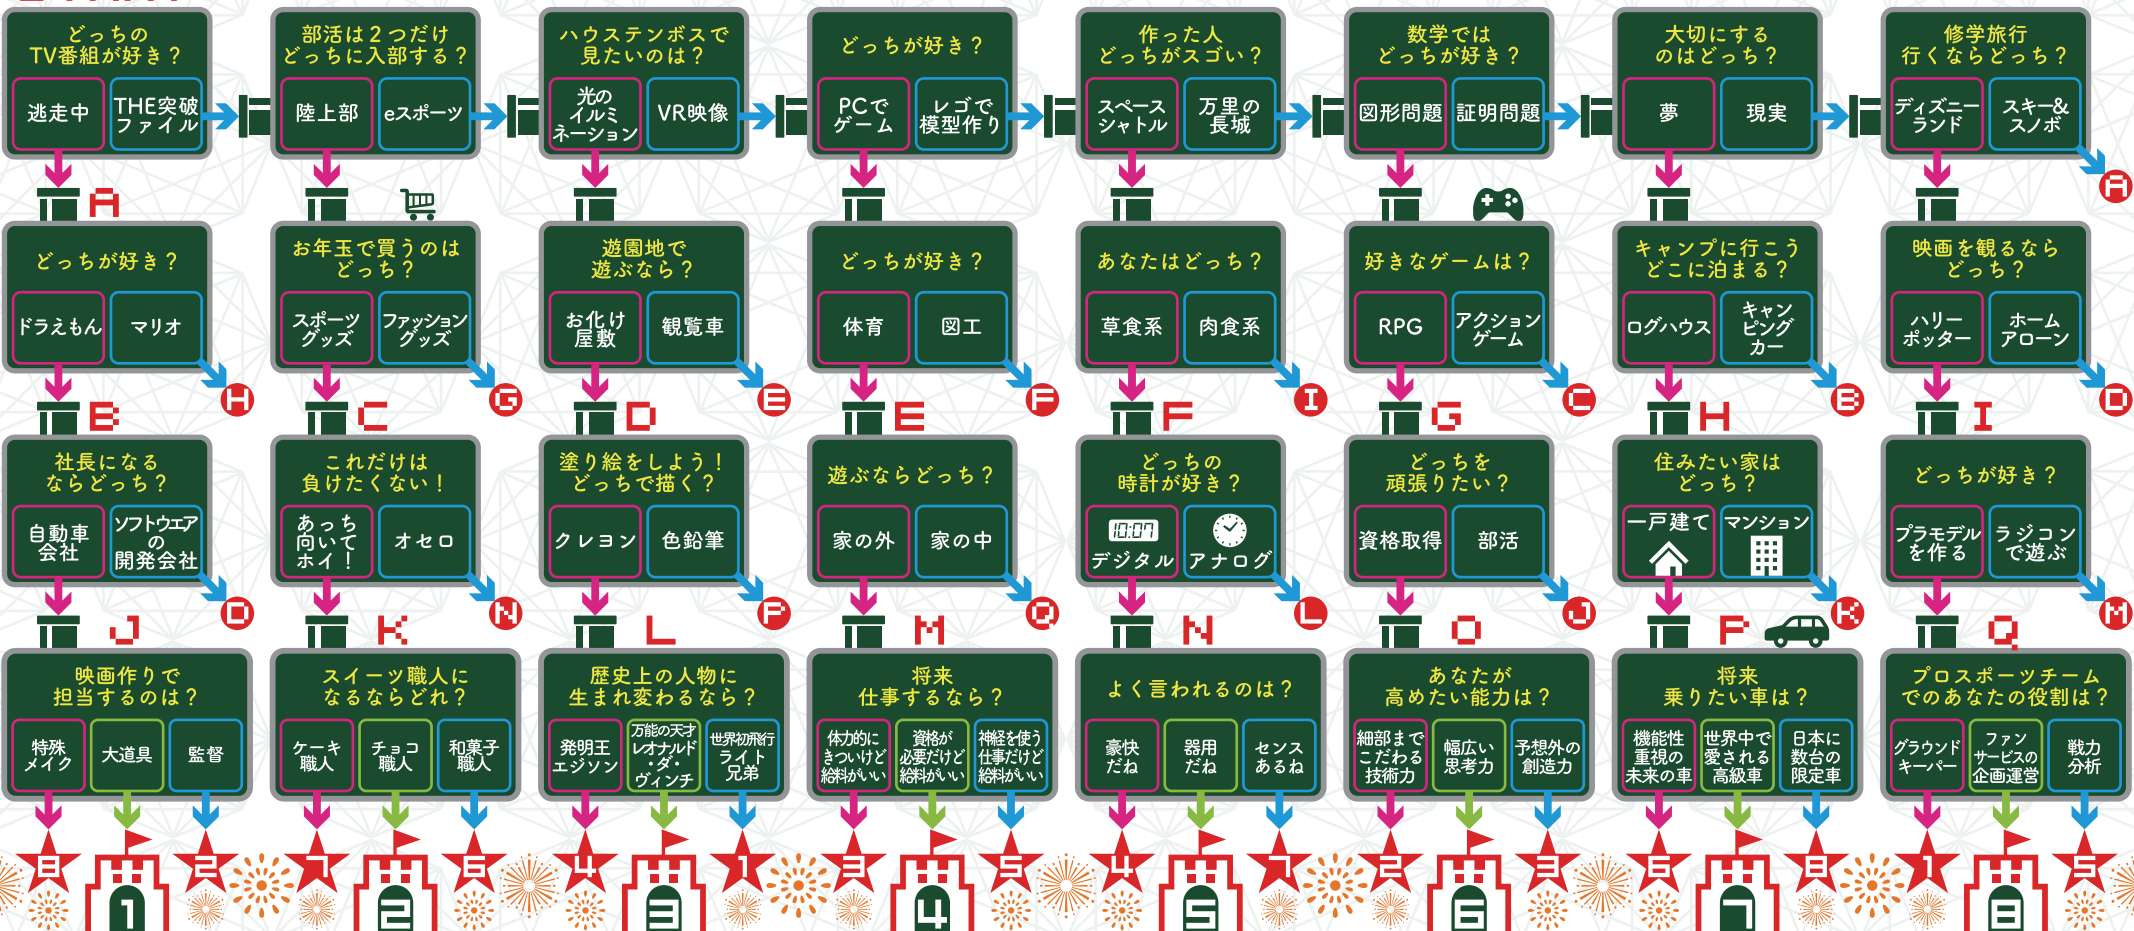 どっちの
TV番組が好き？
逃走中
THE突破
ファイル
部活は２つだけ
どっちに入部する？
陸上部
eスポーツ
ハウステンボスで
見たいのは？
光の
イルミ
ネーション
VR映像
どっちが好き？
PCで
ゲーム
レゴで
模型作り
作った人
どっちがスゴい？
スペース
シャトル
万里の
長城
数学では
どっちが好き？
図形問題
証明問題
大切にする
のはどっち？
夢
現実
修学旅行
行くならどっち？
ディズニー
ランド
スキー&
スノボ
A
A
どっちが好き？
ドラえもん
マリオ
お年玉で買うのは
どっち？
スポーツ
グッズ
ファッション
グッズ
遊園地で
遊ぶなら？
お化け
屋敷
観覧車
どっちが好き？
体育
図工
あなたはどっち？
草食系
肉食系
好きなゲームは？
RPG
アクション
ゲーム
キャンプに行こう
どこに泊まる？
ログハウス
キャン
ピング
カー
映画を観るなら
どっち？
ハリー
ポッター
ホーム
アローン
B
H
C
G
D
E
E
F
F
I
G
C
H
B
I
D
社長になる
ならどっち？
自動車
会社
ソフトウエア
の
開発会社
これだけは
負けたくない！
あっち
向いて
ホイ！
オセロ
塗り絵をしよう！
どっちで描く？
クレヨン
色鉛筆
遊ぶならどっち？
家の外
家の中
どっちの
時計が好き？
10:07
デジタル
アナログ
どっちを
頑張りたい？
資格取得
部活
住みたい家は
どっち？
一戸建て
マンション
どっちが好き？
プラモデル
を作る
ラジコン
で遊ぶ
J
D
K
N
L
P
M
Q
N
L
O
J
P
K
Q
M
映画作りで
担当するのは？
特殊
メイク
大道具
監督
スイーツ職人に
なるならどれ？
ケーキ
職人
チョコ
職人
和菓子
職人
歴史上の人物に
生まれ変わるなら？
発明王
エジソン
万能の天才
レオナルド
・ダ・
ヴィンチ
世界初飛行
ライト
兄弟
将来
仕事するなら？
体力的に
きついけど
給料がいい
資格が
必要だけど
給料がいい
神経を使う
仕事だけど
給料がいい
よく言われるのは？
豪快
だね
器用
だね
センス
あるね
あなたが
高めたい能力は？
細部まで
こだわる
技術力
幅広い
思考力
予想外の
創造力
将来
乗りたい車は？
機能性
重視の
未来の車
世界中で
愛される
高級車
日本に
数台の
限定車
プロスポーツチーム
でのあなたの役割は？
グラウンド
キーパー
ファン
サービスの
企画運営
戦力
分析
1
2
3
4
5
6
7
8